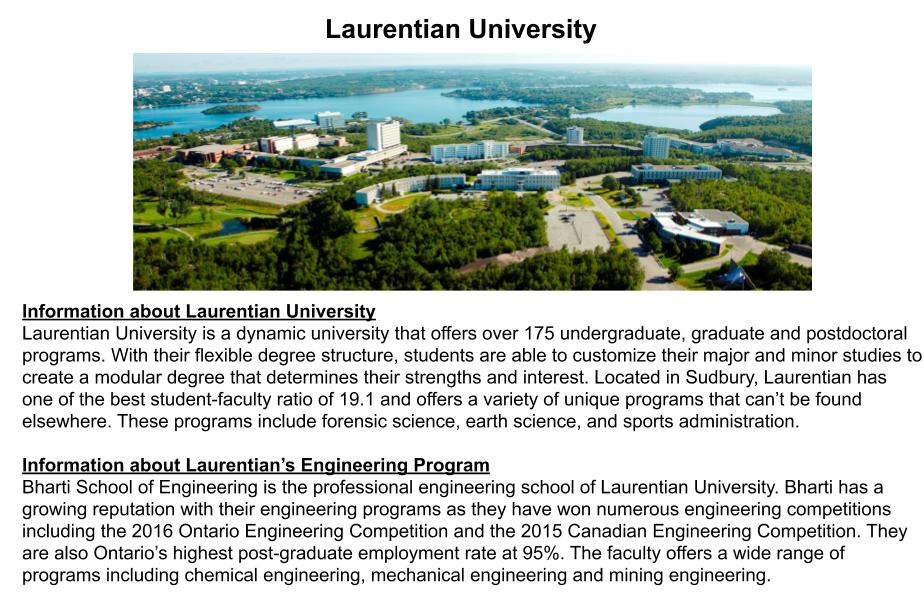 Laurentian University
Information about Laurentian University
Laurentian University is a dynamic university that offers over 175 undergraduate, graduate and postdoctoral
programs. With their flexible degree structure, students are able to customize their major and minor studies to
create a modular degree that determines their strengths and interest. Located in Sudbury, Laurentian has
one of the best student-faculty ratio of 19.1 and offers a variety of unique programs that can’t be found
elsewhere. These programs include forensic science, earth science, and sports administration.
Information about Laurentian’s Engineering Program
Bharti School of Engineering is the professional engineering school of Laurentian University. Bharti has a
growing reputation with their engineering programs as they have won numerous engineering competitions
including the 2016 Ontario Engineering Competition and the 2015 Canadian Engineering Competition. They
are also Ontario’s highest post-graduate employment rate at 95%. The faculty offers a wide range of
programs including chemical engineering, mechanical engineering and mining engineering.